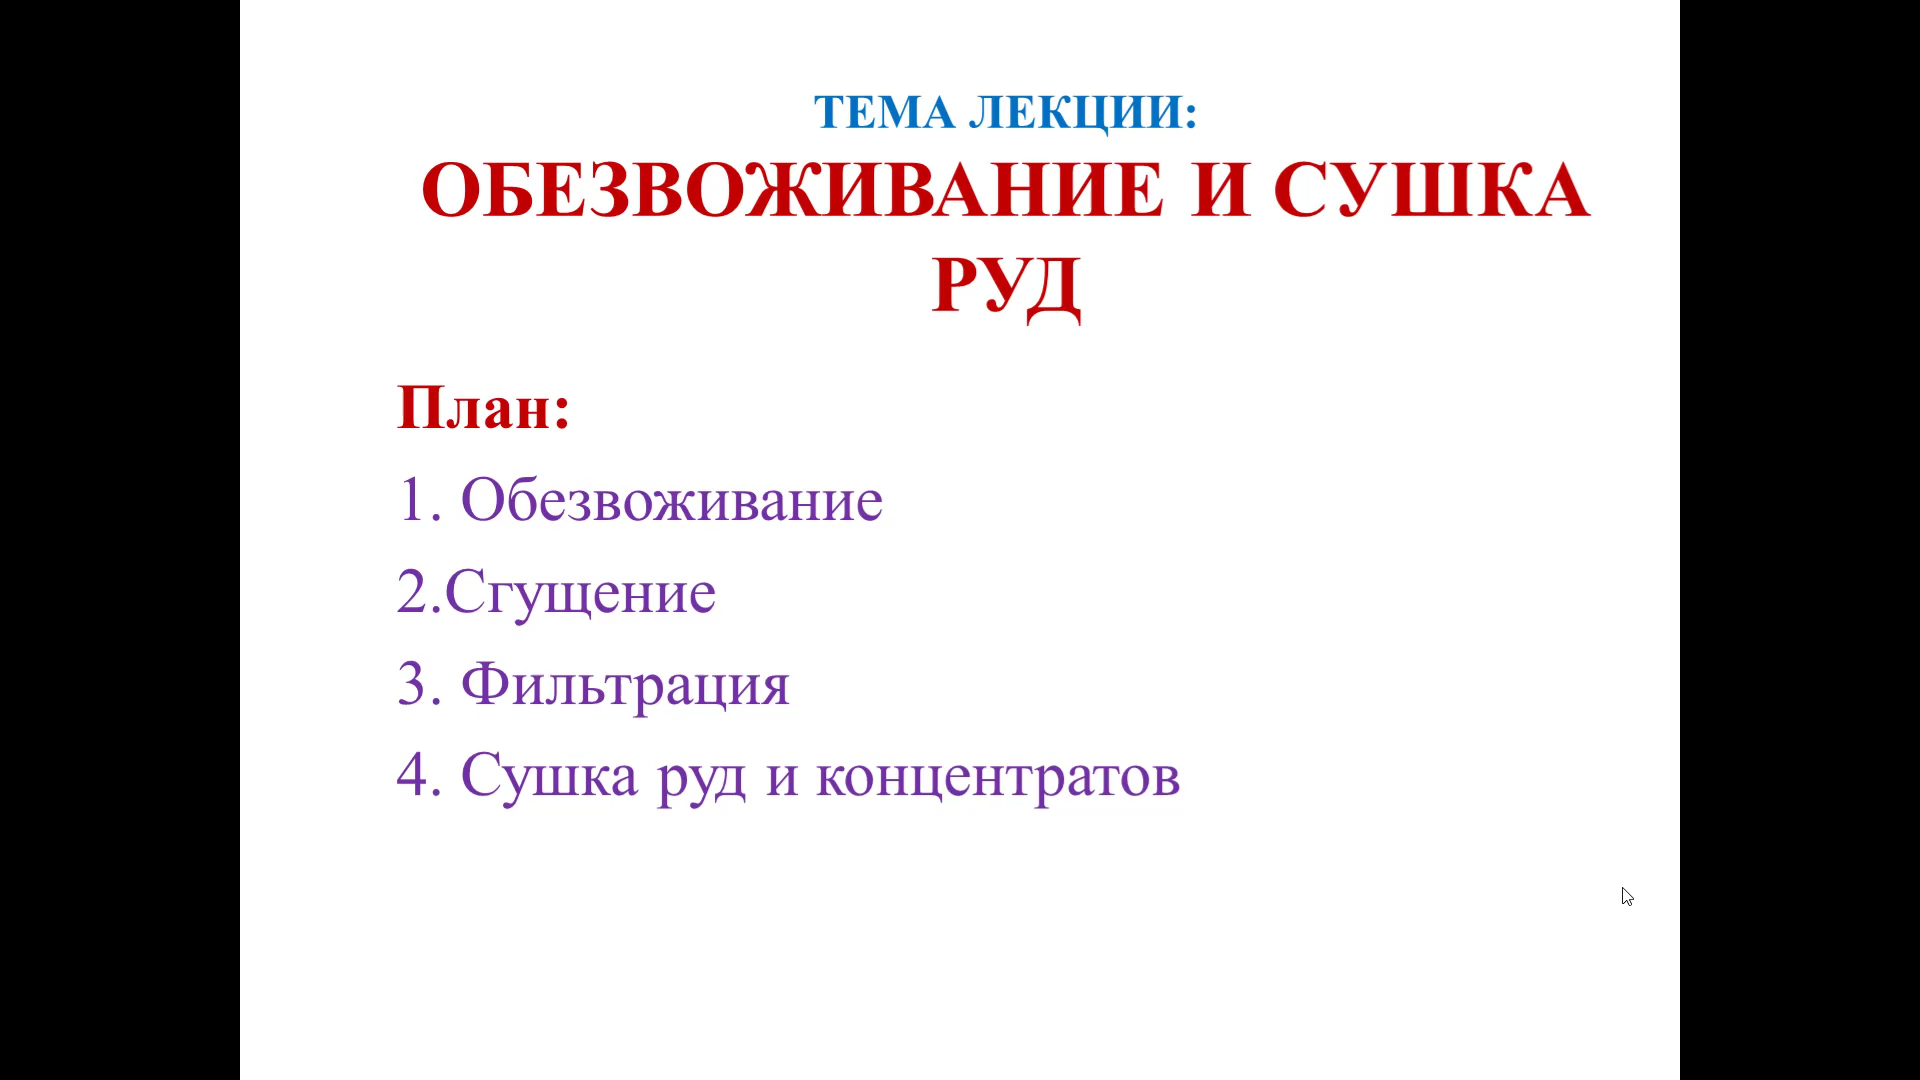 ТЕМА ЛЕКЦИИ:
ОБЕЗВОЖИВАНИЕ И СУШКА
РУД
План:
1. Обезвоживание
2.Сгущение
3. Фильтрация
4. Сушка руд и концентратов